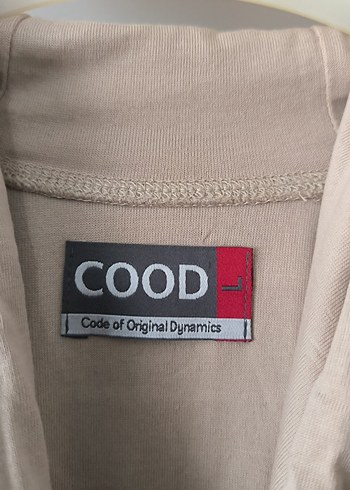 COOD
L
Code of Original Dynamics